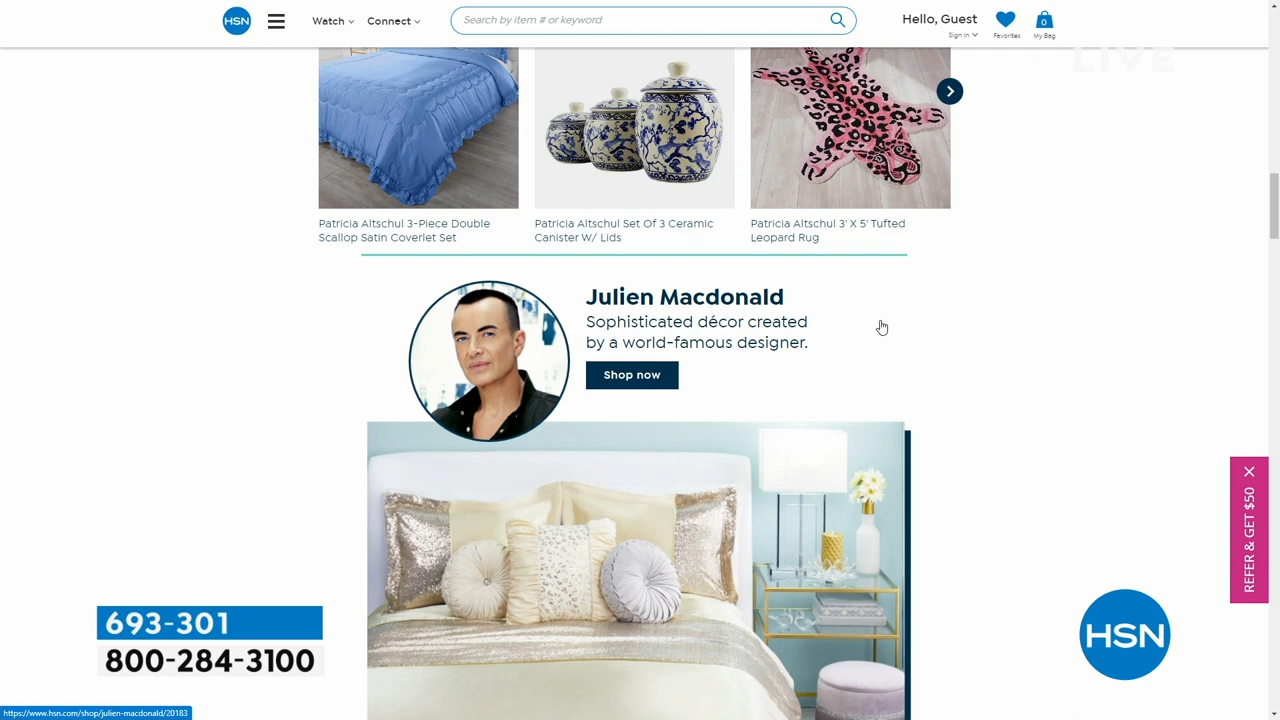 HSN
Watch
Connect
Search by item # or keyword
Hello, Guest
Sign In
Favorites
0
My Bag
LIVE
Patricia Altschul 3-Piece Double
Scallop Satin Coverlet Set
Patricia Altschul Set Of 3 Ceramic
Canister W/ Lids
Patricia Altschul 3' X 5' Tufted
Leopard Rug
Julien Macdonald
Sophisticated décor created
by a world-famous designer.
Shop now
REFER & GET $50
693-301
800-284-3100
HSN
https://www.hsn.com/shop/julien-macdonald/20183